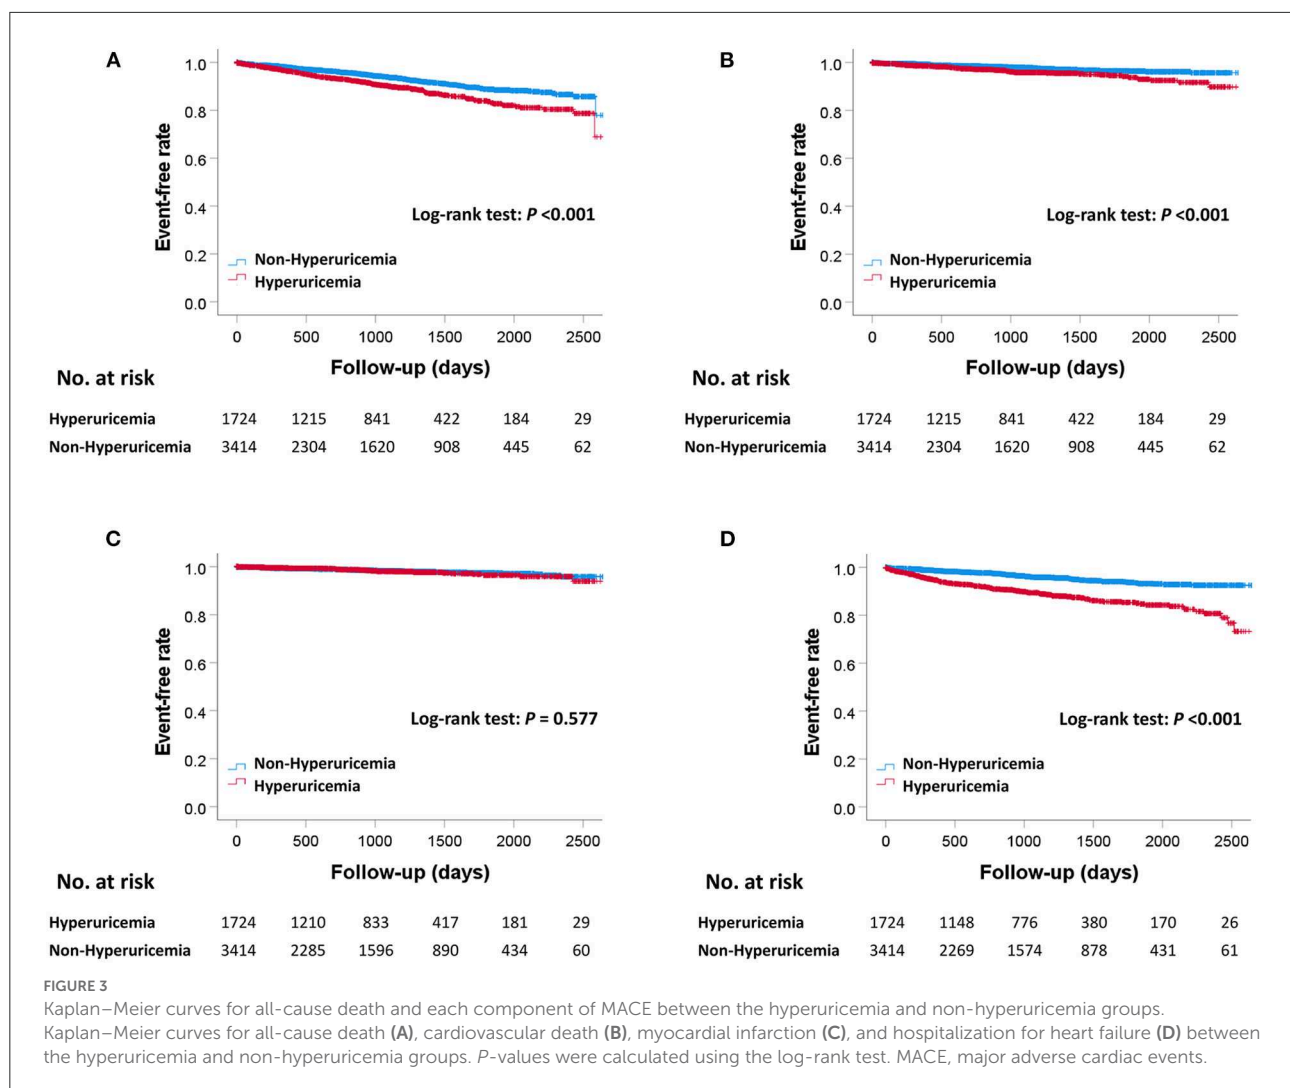 A
1.0
0.8
0.6
0.4
0.2
0.0
Event-free rate
Log-rank test: P <0.001
Non-Hyperuricemia
Hyperuricemia
0 500 1000 1500 2000 2500
Follow-up (days)
No. at risk
Hyperuricemia 1724 1215 841 422 184 29
Non-Hyperuricemia 3414 2304 1620 908 445 62
B
1.0
0.8
0.6
0.4
0.2
0.0
Event-free rate
Log-rank test: P <0.001
Non-Hyperuricemia
Hyperuricemia
0 500 1000 1500 2000 2500
Follow-up (days)
No. at risk
Hyperuricemia 1724 1215 841 422 184 29
Non-Hyperuricemia 3414 2304 1620 908 445 62
C
1.0
0.8
0.6
0.4
0.2
0.0
Event-free rate
Log-rank test: P = 0.577
Non-Hyperuricemia
Hyperuricemia
0 500 1000 1500 2000 2500
Follow-up (days)
No. at risk
Hyperuricemia 1724 1210 833 417 181 29
Non-Hyperuricemia 3414 2285 1596 890 434 60
D
1.0
0.8
0.6
0.4
0.2
0.0
Event-free rate
Log-rank test: P <0.001
Non-Hyperuricemia
Hyperuricemia
0 500 1000 1500 2000 2500
Follow-up (days)
No. at risk
Hyperuricemia 1724 1148 776 380 170 26
Non-Hyperuricemia 3414 2269 1574 878 431 61
FIGURE 3
Kaplan–Meier curves for all-cause death and each component of MACE between the hyperuricemia and non-hyperuricemia groups.
Kaplan–Meier curves for all-cause death (A), cardiovascular death (B), myocardial infarction (C), and hospitalization for heart failure (D) between
the hyperuricemia and non-hyperuricemia groups. P-values were calculated using the log-rank test. MACE, major adverse cardiac events.